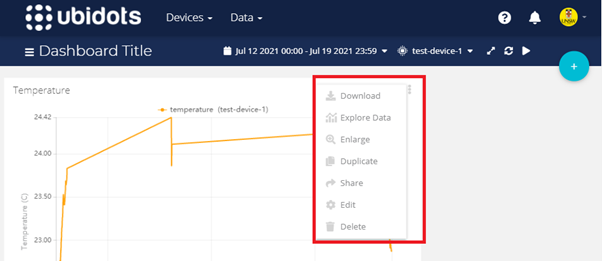 ubidots Devices Data
Dashboard Title Jul 12 2021 00:00 - Jul 19 2021 23:59 test-device-1
+
Temperature
temperature (test-device-1)
Download
Explore Data
Enlarge
Duplicate
Share
Edit
Delete
24.42
24.00
23.50
23.00
Temperature (C)